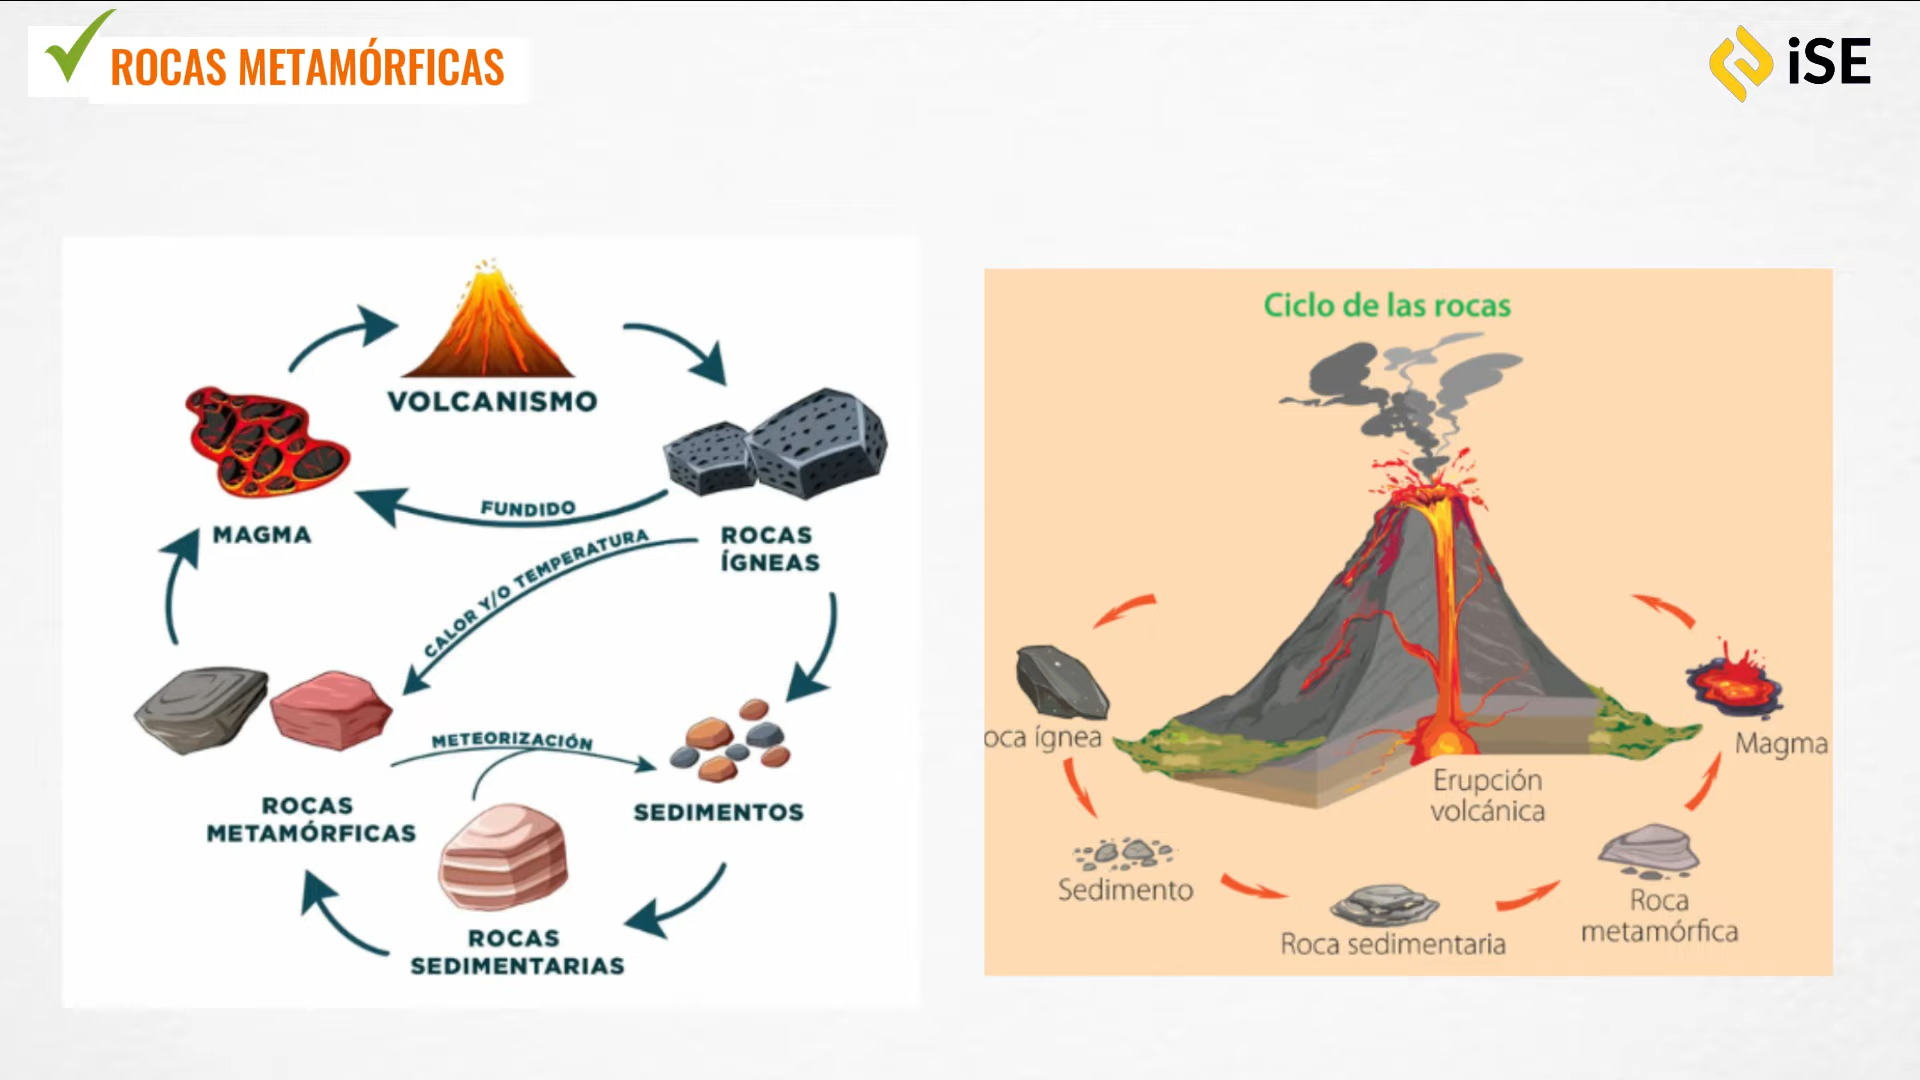 ROCAS METAMÓRFICAS
iSE
VOLCANISMO
MAGMA
FUNDIDO
ROCAS
ÍGNEAS
CALOR Y/O TEMPERATURA
METEORIZACIÓN
ROCAS
METAMÓRFICAS
SEDIMENTOS
ROCAS
SEDIMENTARIAS
Ciclo de las rocas
oca ígnea
Magma
Erupción
volcánica
Sedimento
Roca sedimentaria
Roca
metamórfica